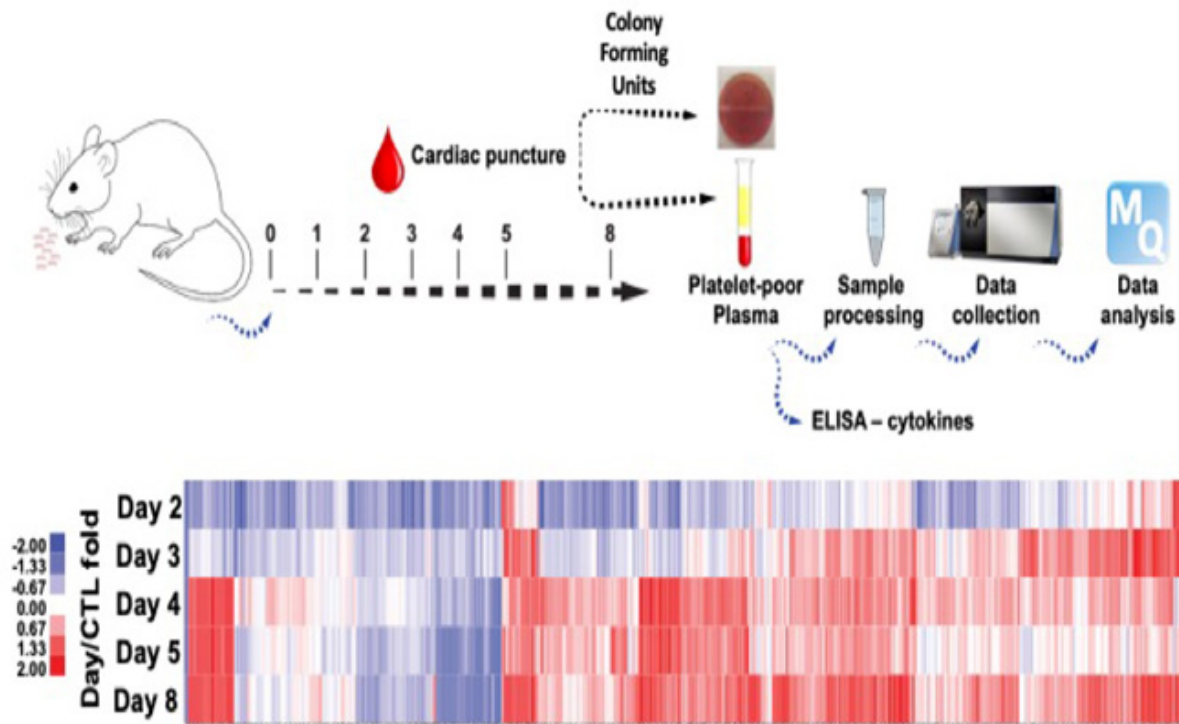 Colony
Forming
Units
Cardiac puncture
0 1 2 3 4 5 8
Platelet-poor
Plasma
Sample
processing
Data
collection
MQ
Data
analysis
ELISA – cytokines
Day/CTL fold
-2.00
-1.33
-0.67
0.00
0.67
1.33
2.00
Day 2
Day 3
Day 4
Day 5
Day 8